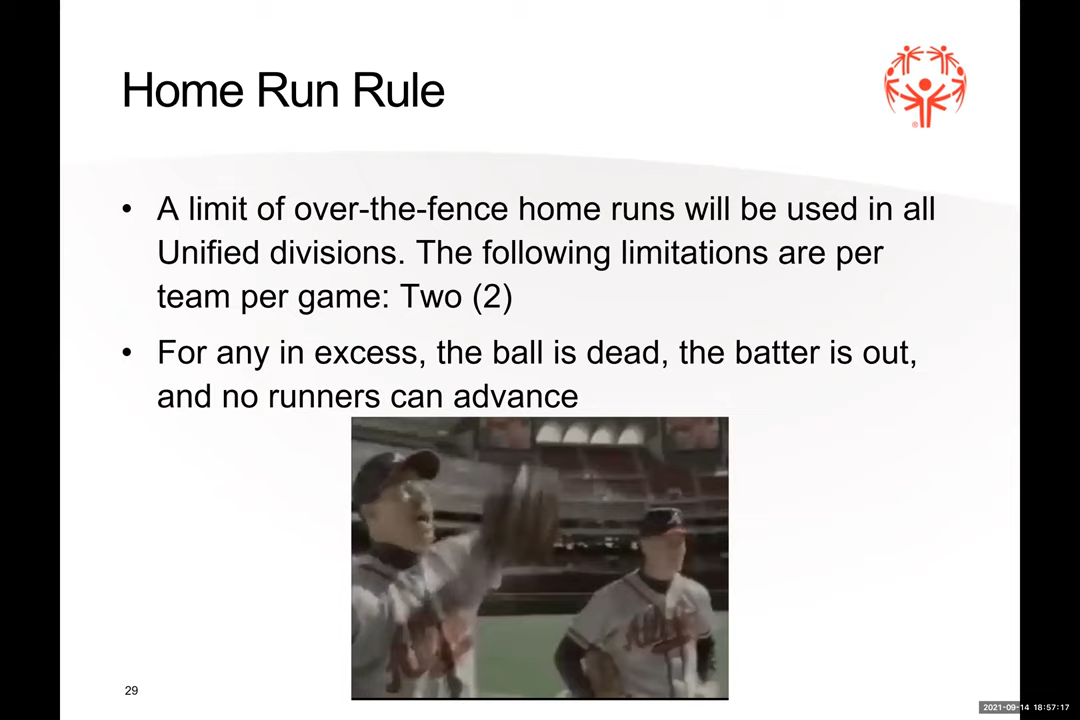 Home Run Rule
®
• A limit of over-the-fence home runs will be used in all
Unified divisions. The following limitations are per
team per game: Two (2)
• For any in excess, the ball is dead, the batter is out,
and no runners can advance
A
29
2021-09-14 18:57:17